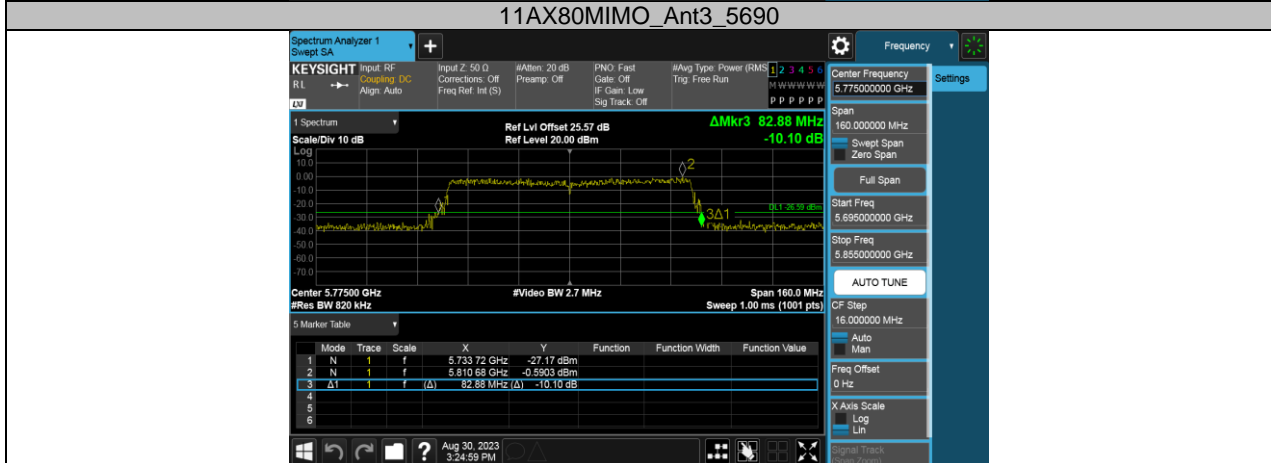 11AX80MIMO_Ant3_5690
Spectrum Analyzer 1
Swept SA
+
Frequency
KEYSIGHT
RL
LXI
Input: RF
Coupling: DC
Align: Auto
Input Z: 50 Ω
Corrections: Off
Freq Ref: Int (S)
#Atten: 20 dB
Preamp: Off
PNO: Fast
Gate: Off
IF Gain: Low
Sig Track: Off
#Avg Type: Power (RMS
Trig: Free Run
1 2 3 4 5 6
M W W W W W
P P P P P P
Center Frequency
5.775000000 GHz
Settings
Span
160.000000 MHz
Swept Span
Zero Span
Full Span
Start Freq
5.695000000 GHz
Stop Freq
5.855000000 GHz
AUTO TUNE
CF Step
16.000000 MHz
Auto
Man
Freq Offset
0 Hz
X Axis Scale
Log
Lin
Signal Track
(Span Zoom)
1 Spectrum
Scale/Div 10 dB
Ref Lvl Offset 25.57 dB
Ref Level 20.00 dBm
ΔMkr3 82.88 MHz
-10.10 dB
Log
10.0
0.00
-10.0
-20.0
-30.0
-40.0
-50.0
-60.0
-70.0
2
3Δ1
DL1 -26.59 dBm
Center 5.77500 GHz
#Video BW 2.7 MHz
Span 160.0 MHz
#Res BW 820 kHz
Sweep 1.00 ms (1001 pts)
5 Marker Table
Mode Trace Scale X Y Function Function Width Function Value
1 N 1 f 5.733 72 GHz -27.17 dBm
2 N 1 f 5.810 68 GHz -0.5903 dBm
3 Δ1 1 f (Δ) 82.88 MHz (Δ) -10.10 dB
4
5
6
?
Aug 30, 2023
3:24:59 PM